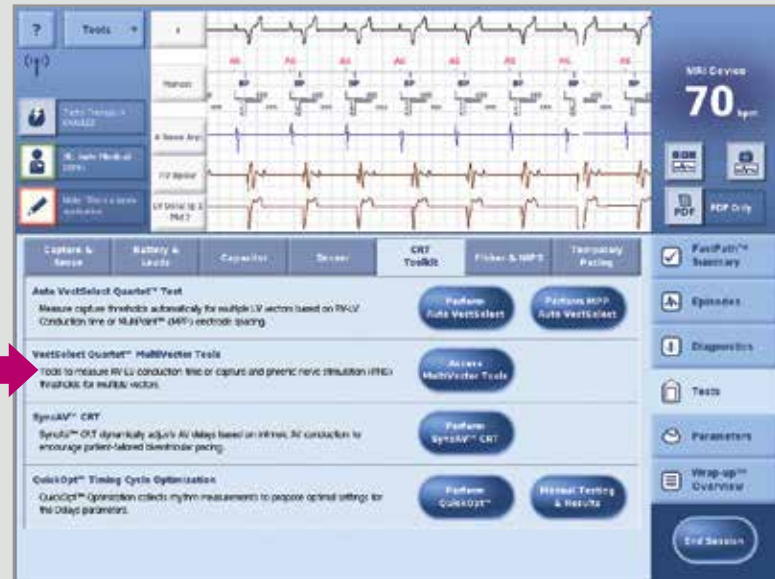 ?
Tools
MRI Device
70 bpm
PDF
PDF Only
Capture & Sense
Battery & Leads
Capacitor
Sensor
CRT Toolkit
Fisher & NIPS
Temporary Pacing
FastPath™ Summary
Episodes
Diagnostics
Tests
Parameters
Wrap-up™ Overview
End Session
Auto VectSelect Quartet™ Test
Measure capture thresholds automatically for multiple LV vectors based on RV-LV
Conduction time or MultiPoint™ (MPP) electrode spacing.
Perform
Auto VectSelect
Perform MPP
Auto VectSelect
VectSelect Quartet™ MultiVector Tools
Tools to measure RV-LV conduction time or capture and phrenic nerve stimulation (PNS)
thresholds for multiple vectors.
Access
MultiVector Tools
SyncAV™ CRT
SyncAV™ CRT dynamically adjusts AV delays based on intrinsic AV conduction to
encourage patient-tailored biventricular pacing.
Perform
SyncAV™ CRT
QuickOpt™ Timing Cycle Optimization
QuickOpt™ Optimization collects rhythm measurements to propose optimal settings for
the Delays parameters.
Perform
QuickOpt™
Manual Testing
& Results